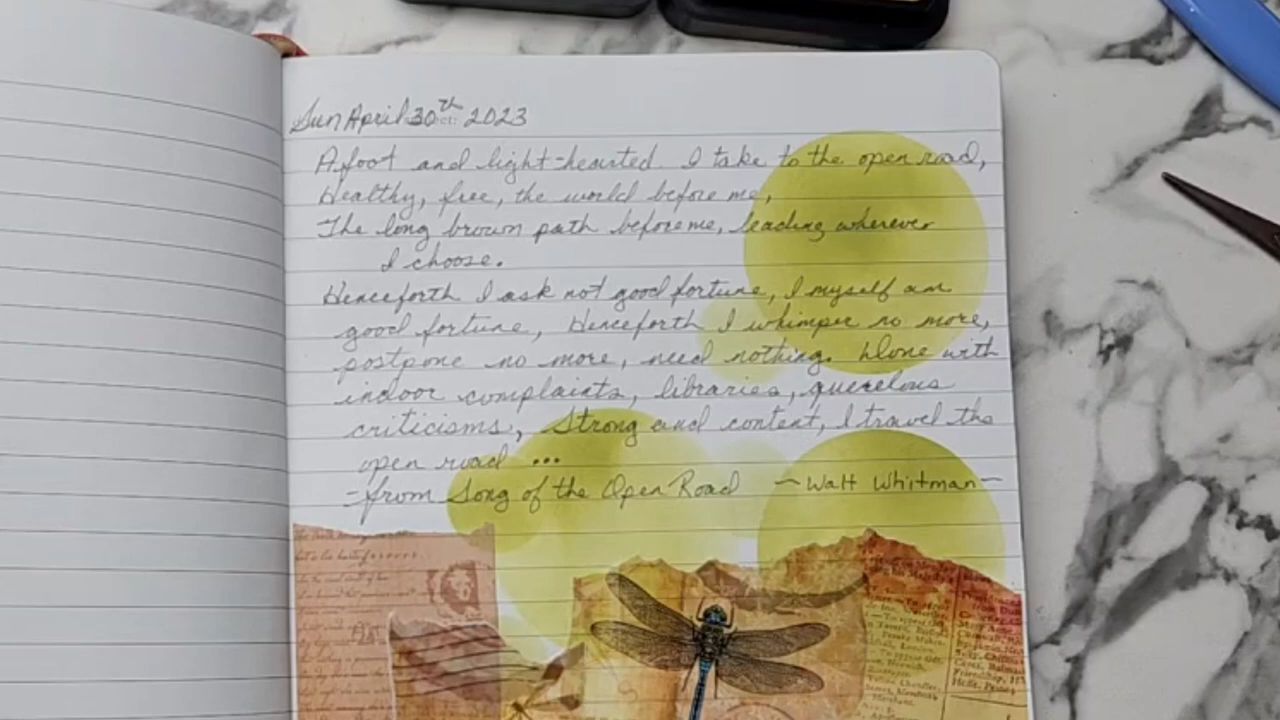 Sun April 30th 2023
Afoot and light-hearted I take to the open road,
Healthy, free, the world before me,
The long brown path before me, leading wherever
I choose.
Henceforth I ask not good fortune, I myself am
good fortune, Henceforth I whimper no more,
postpone no more, need nothing. Done with
indoor complaints, libraries, querelous
criticisms, Strong and content, I travel the
open road ...
-from Song of the Open Road ~Walt Whitman~